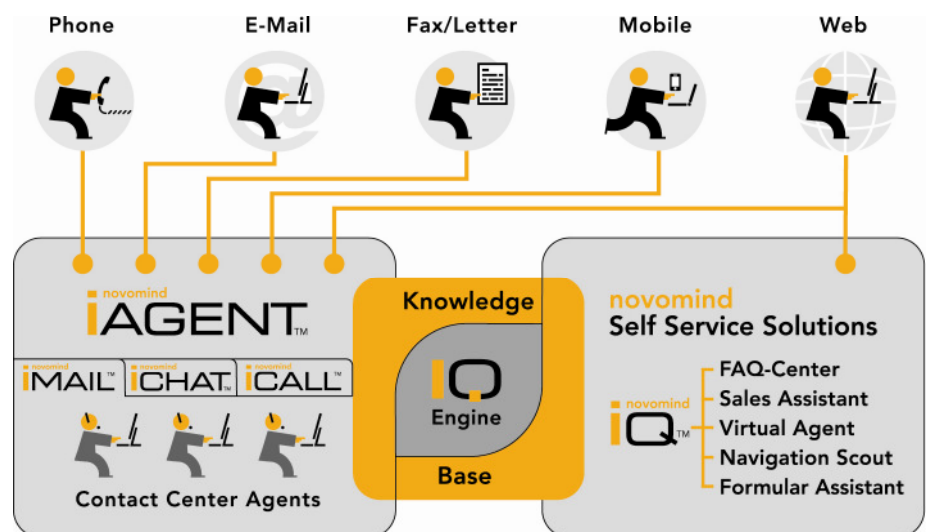 Phone
E-Mail
Fax/Letter
Mobile
Web
@
novomind
iAGENT™
novomind
iMAIL™
novomind
iCHAT™
novomind
iCALL™
Contact Center Agents
Knowledge
IQ
Engine
Base
novomind
Self Service Solutions
novomind
iQ™
FAQ-Center
Sales Assistant
Virtual Agent
Navigation Scout
Formular Assistant